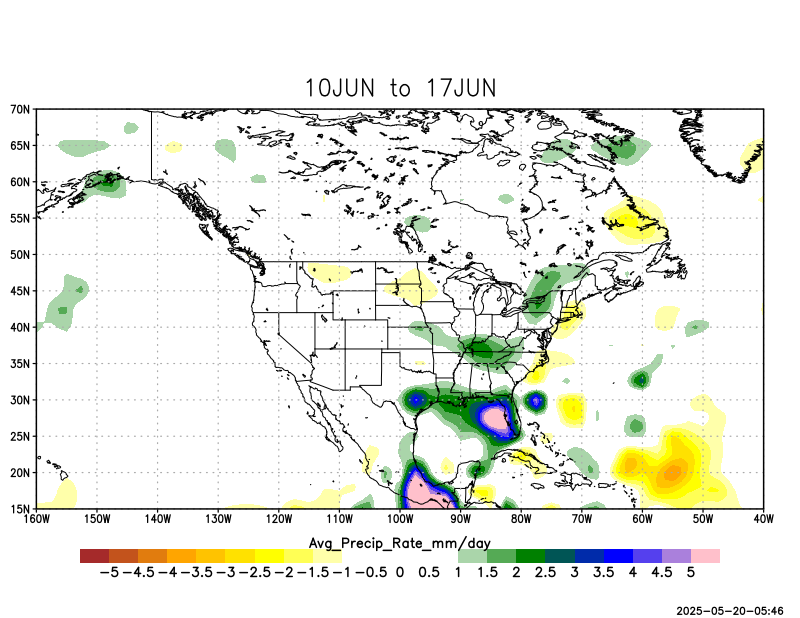 10JUN to 17JUN
70N
65N
60N
55N
50N
45N
40N
35N
30N
25N
20N
15N
160W 150W 140W 130W 120W 110W 100W 90W 80W 70W 60W 50W 40W
Avg_Precip_Rate_mm/day
-5 -4.5 -4 -3.5 -3 -2.5 -2 -1.5 -1 -0.5 0 0.5 1 1.5 2 2.5 3 3.5 4 4.5 5
2025-05-20-05:46